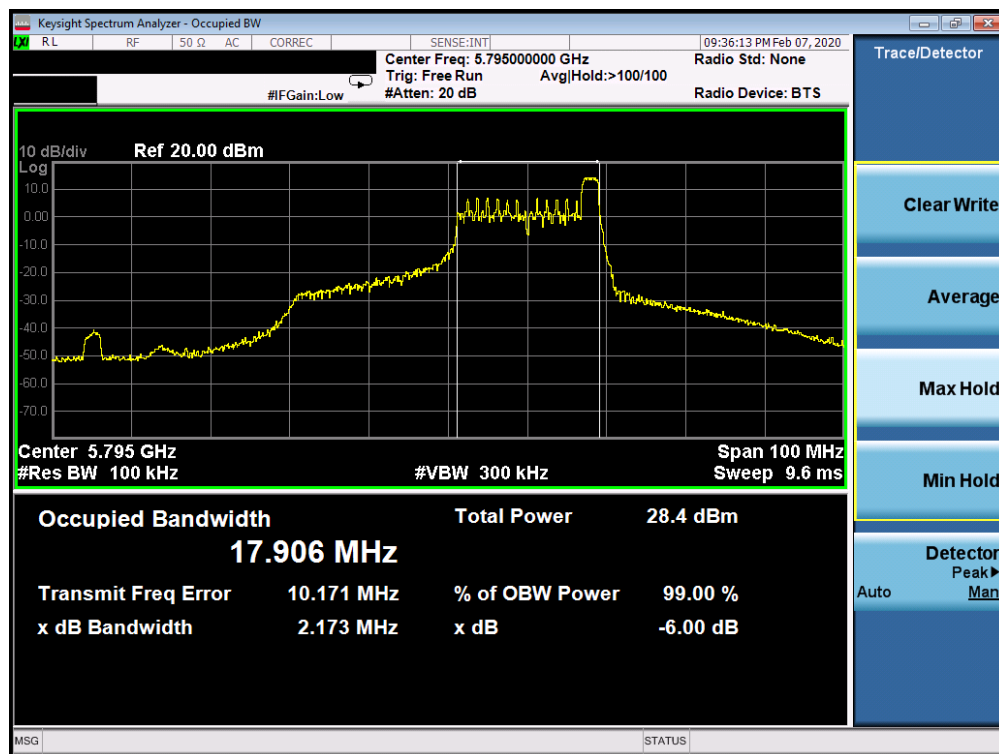 Keysight Spectrum Analyzer - Occupied BW
LXI RL RF 50 Ω AC CORREC SENSE:INT 09:36:13 PM Feb 07, 2020
Center Freq: 5.795000000 GHz Radio Std: None
Trig: Free Run Avg|Hold:>100/100
#IFGain:Low #Atten: 20 dB Radio Device: BTS
10 dB/div Ref 20.00 dBm
Log
10.0
0.00
-10.0
-20.0
-30.0
-40.0
-50.0
-60.0
-70.0
Center 5.795 GHz Span 100 MHz
#Res BW 100 kHz #VBW 300 kHz Sweep 9.6 ms
Occupied Bandwidth Total Power 28.4 dBm
17.906 MHz
Transmit Freq Error 10.171 MHz % of OBW Power 99.00 %
x dB Bandwidth 2.173 MHz x dB -6.00 dB
MSG STATUS
Trace/Detector
Clear Write
Average
Max Hold
Min Hold
Detector
Peak▶
Auto Man